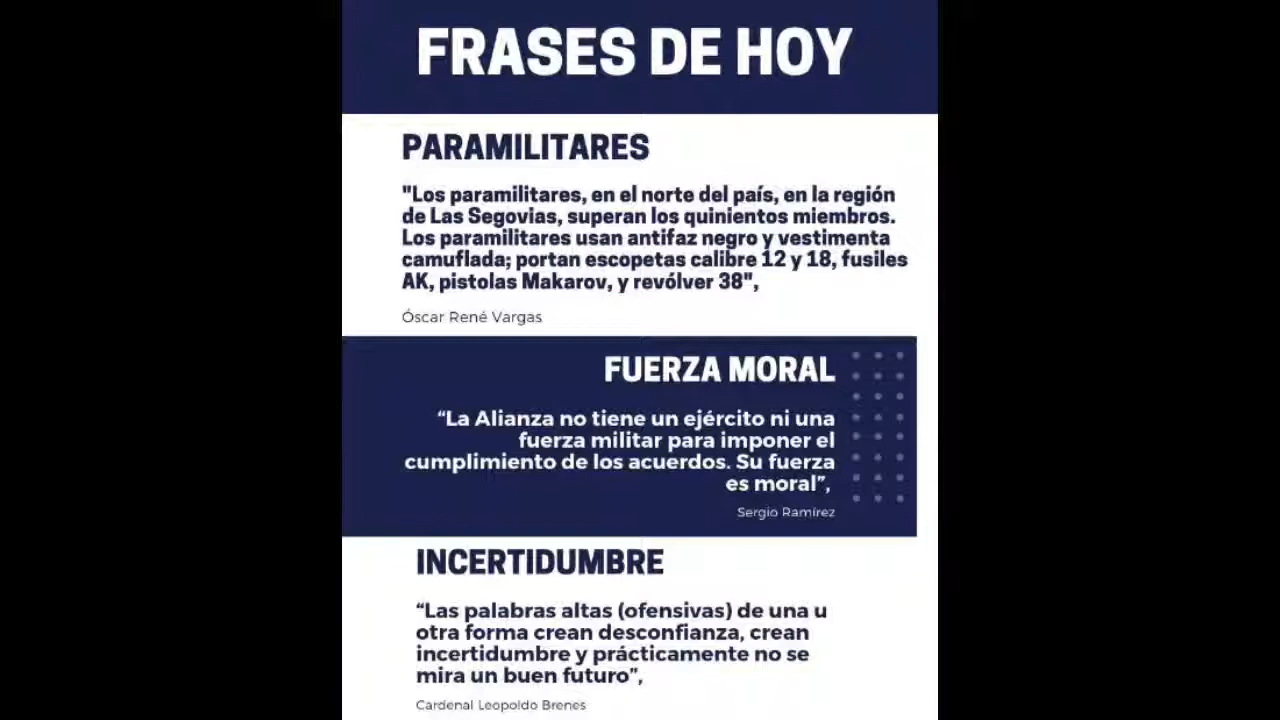 FRASES DE HOY
PARAMILITARES
"Los paramilitares, en el norte del país, en la región
de Las Segovias, superan los quinientos miembros.
Los paramilitares usan antifaz negro y vestimenta
camuflada; portan escopetas calibre 12 y 18, fusiles
AK, pistolas Makarov, y revólver 38",
Óscar René Vargas
FUERZA MORAL
“La Alianza no tiene un ejército ni una
fuerza militar para imponer el
cumplimiento de los acuerdos. Su fuerza
es moral”,
Sergio Ramírez
INCERTIDUMBRE
“Las palabras altas (ofensivas) de una u
otra forma crean desconfianza, crean
incertidumbre y prácticamente no se
mira un buen futuro”,
Cardenal Leopoldo Brenes